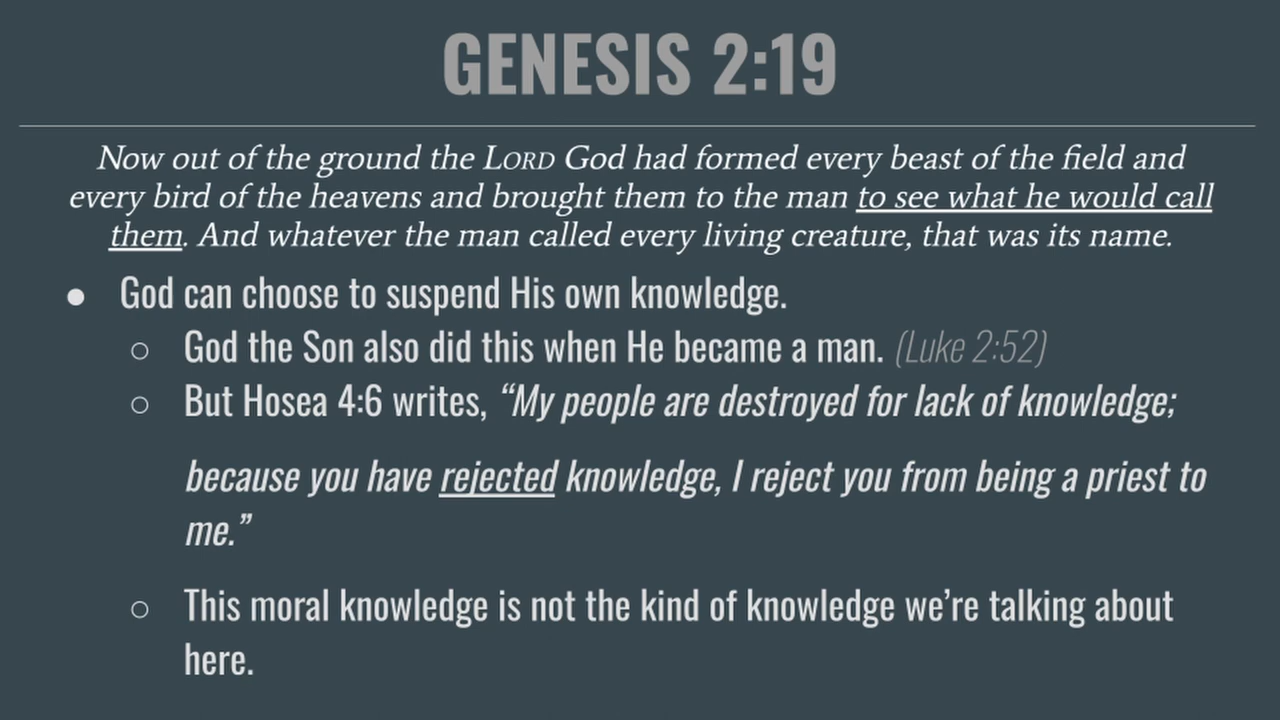 GENESIS 2:19
Now out of the ground the LORD God had formed every beast of the field and
every bird of the heavens and brought them to the man to see what he would call
them. And whatever the man called every living creature, that was its name.
● God can choose to suspend His own knowledge.
○ God the Son also did this when He became a man. (Luke 2:52)
○ But Hosea 4:6 writes, “My people are destroyed for lack of knowledge;
because you have rejected knowledge, I reject you from being a priest to
me.”
○ This moral knowledge is not the kind of knowledge we’re talking about
here.